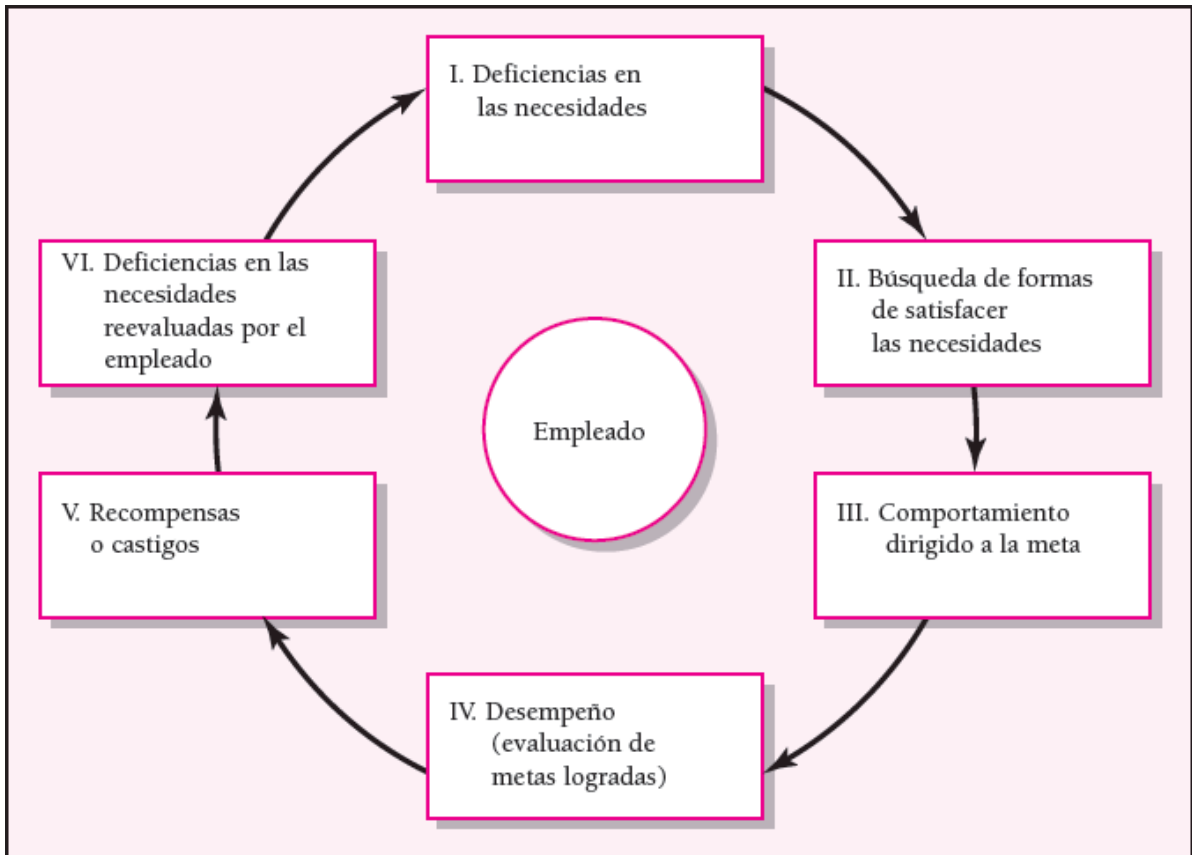 I. Deficiencias en
las necesidades
II. Búsqueda de formas
de satisfacer
las necesidades
III. Comportamiento
dirigido a la meta
IV. Desempeño
(evaluación de
metas logradas)
V. Recompensas
o castigos
VI. Deficiencias en las
necesidades
reevaluadas por el
empleado
Empleado